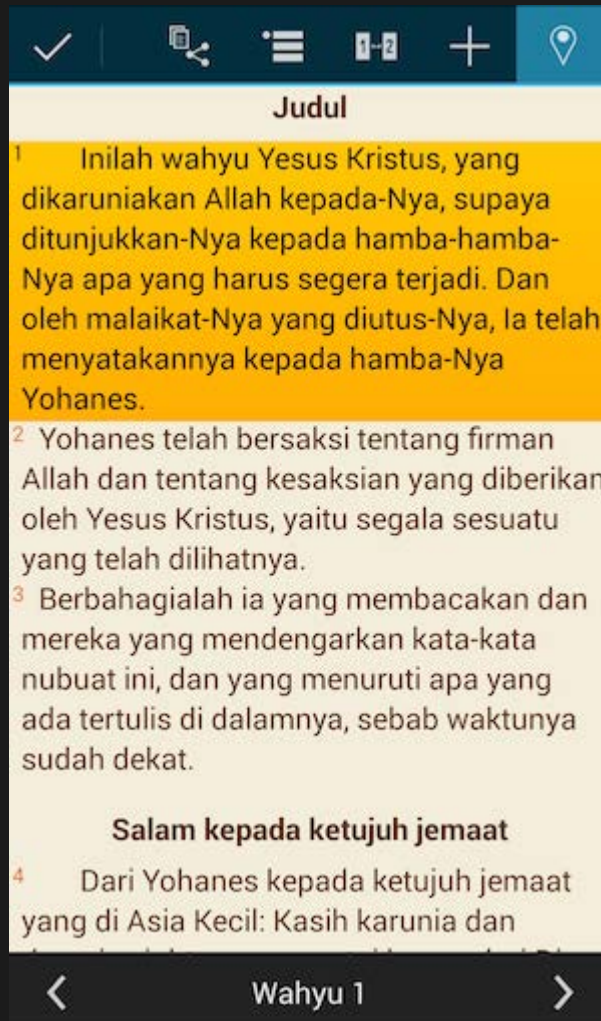 1--2
Judul
1 Inilah wahyu Yesus Kristus, yang
dikaruniakan Allah kepada-Nya, supaya
ditunjukkan-Nya kepada hamba-hamba-
Nya apa yang harus segera terjadi. Dan
oleh malaikat-Nya yang diutus-Nya, Ia telah
menyatakannya kepada hamba-Nya
Yohanes.
2 Yohanes telah bersaksi tentang firman
Allah dan tentang kesaksian yang diberikan
oleh Yesus Kristus, yaitu segala sesuatu
yang telah dilihatnya.
3 Berbahagialah ia yang membacakan dan
mereka yang mendengarkan kata-kata
nubuat ini, dan yang menuruti apa yang
ada tertulis di dalamnya, sebab waktunya
sudah dekat.
Salam kepada ketujuh jemaat
4 Dari Yohanes kepada ketujuh jemaat
yang di Asia Kecil: Kasih karunia dan
Wahyu 1